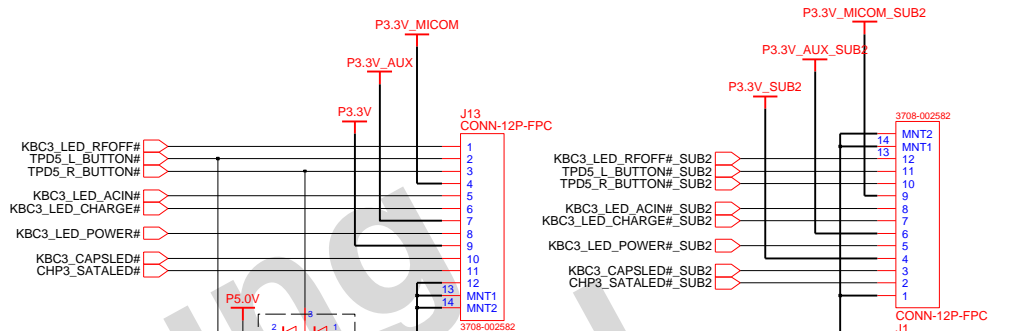 P3.3V_MICOM
P3.3V_AUX
P3.3V
J13
CONN-12P-FPC
KBC3_LED_RFOFF#
TPD5_L_BUTTON#
TPD5_R_BUTTON#
KBC3_LED_ACIN#
KBC3_LED_CHARGE#
KBC3_LED_POWER#
KBC3_CAPSLED#
CHP3_SATALED#
1
2
3
4
5
6
7
8
9
10
11
12
13 MNT1
14 MNT2
3708-002582
P5.0V
3
2 1
P3.3V_MICOM_SUB2
P3.3V_AUX_SUB2
P3.3V_SUB2
3708-002582
KBC3_LED_RFOFF#_SUB2
TPD5_L_BUTTON#_SUB2
TPD5_R_BUTTON#_SUB2
KBC3_LED_ACIN#_SUB2
KBC3_LED_CHARGE#_SUB2
KBC3_LED_POWER#_SUB2
KBC3_CAPSLED#_SUB2
CHP3_SATALED#_SUB2
14 MNT2
13 MNT1
12
11
10
9
8
7
6
5
4
3
2
1
CONN-12P-FPC
J1